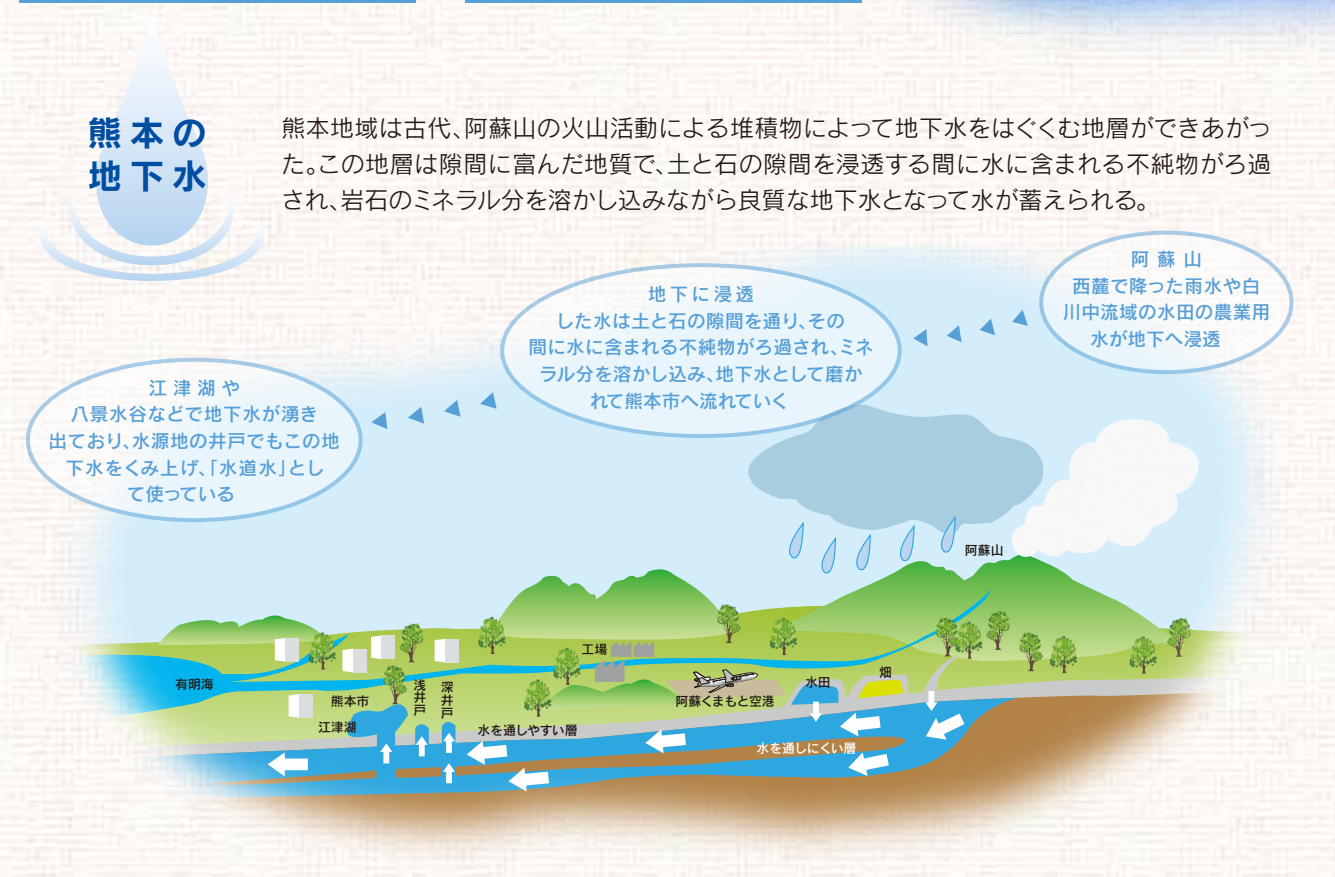 熊本の
地下水
熊本地域は古代、阿蘇山の火山活動による堆積物によって地下水をはぐくむ地層ができあがっ
た。この地層は隙間に富んだ地質で、土と石の隙間を浸透する間に水に含まれる不純物がろ過
され、岩石のミネラル分を溶かし込みながら良質な地下水となって水が蓄えられる。
阿蘇山
西麓で降った雨水や白
川中流域の水田の農業用
水が地下へ浸透
地下に浸透
した水は土と石の隙間を通り、その
間に水に含まれる不純物がろ過され、ミネ
ラル分を溶かし込み、地下水として磨か
れて熊本市へ流れていく
江津湖や
八景水谷などで地下水が湧き
出ており、水源地の井戸でもこの地
下水をくみ上げ、「水道水」とし
て使っている
阿蘇山
工場
有明海
熊本市
江津湖
浅井戸
深井戸
水を通しやすい層
阿蘇くまもと空港
水田
畑
水を通しにくい層